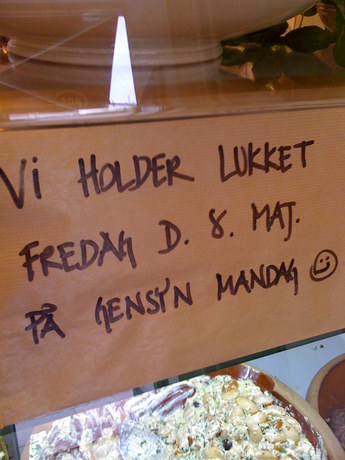 Vi HOLDER LUKKET
FREDAG D. 8. MAJ.
PÅ GENSYN MANDAG ☺